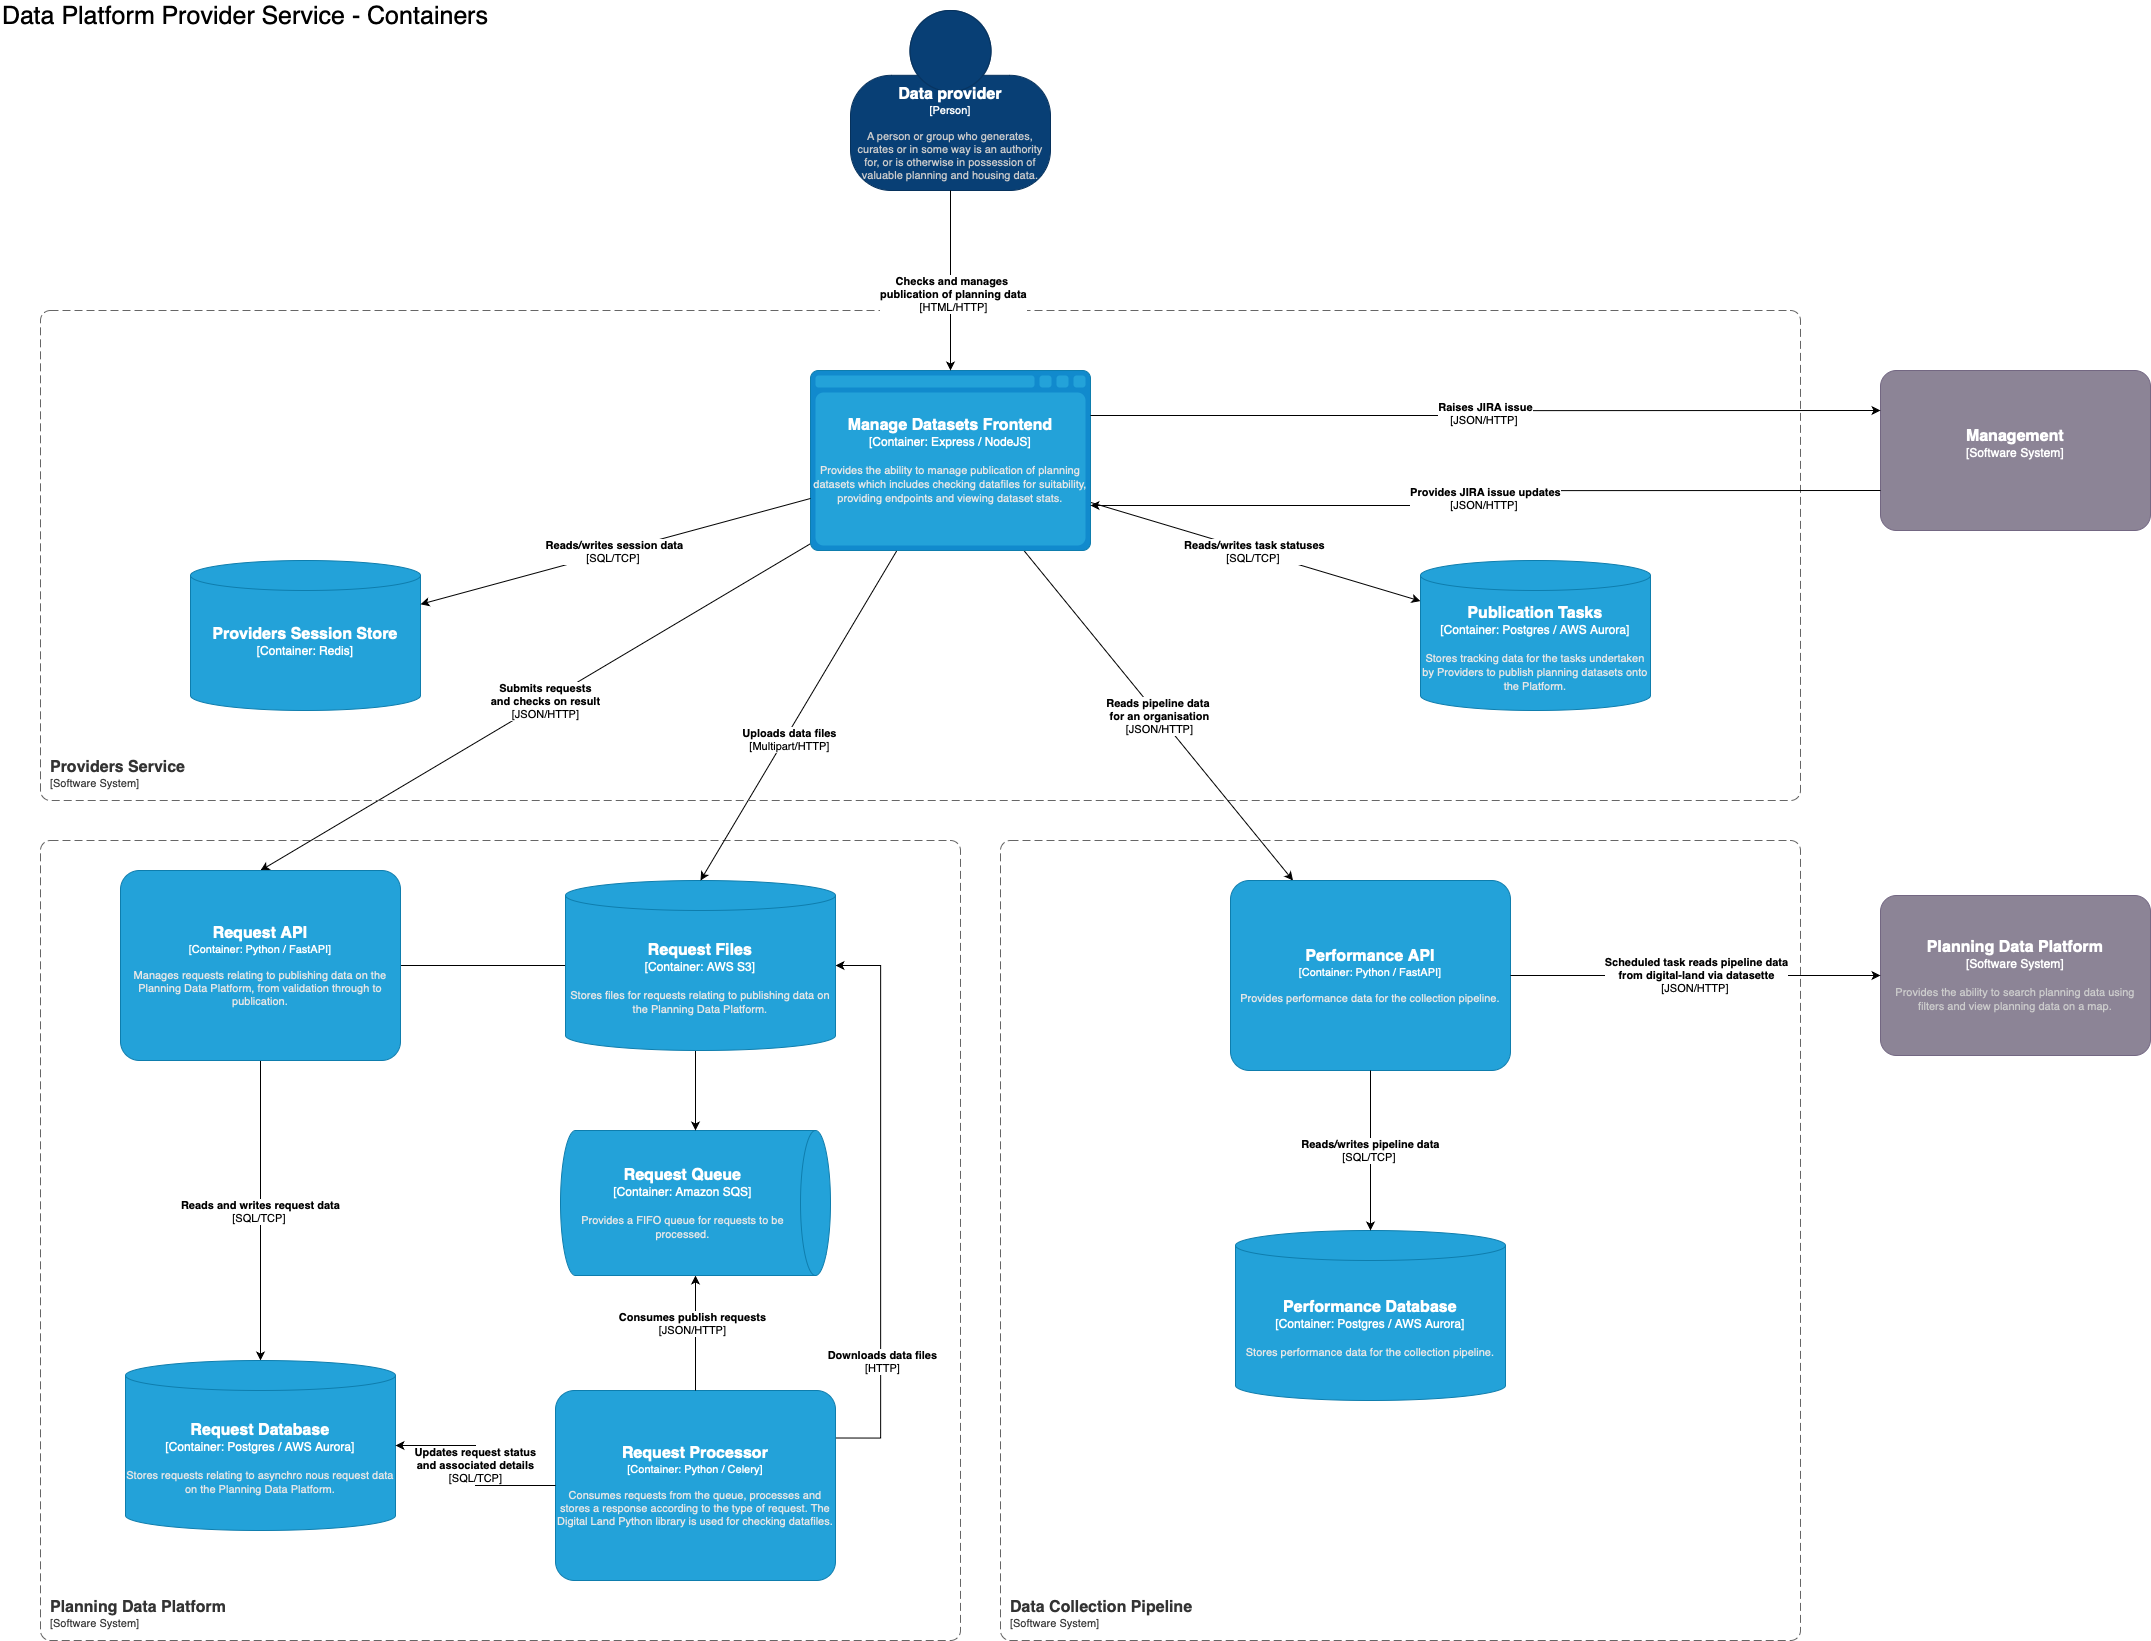 Data Platform Provider Service - Containers
Data provider
[Person]
A person or group who generates,
curates or in some way is an authority
for, or is otherwise in possession of
valuable planning and housing data.
Checks and manages
publication of planning data
[HTML/HTTP]
Manage Datasets Frontend
[Container: Express / NodeJS]
Provides the ability to manage publication of planning
datasets which includes checking datafiles for suitability,
providing endpoints and viewing dataset stats.
Raises JIRA issue
[JSON/HTTP]
Provides JIRA issue updates
[JSON/HTTP]
Management
[Software System]
Reads/writes session data
[SQL/TCP]
Reads/writes task statuses
[SQL/TCP]
Providers Session Store
[Container: Redis]
Publication Tasks
[Container: Postgres / AWS Aurora]
Stores tracking data for the tasks undertaken
by Providers to publish planning datasets onto
the Platform.
Submits requests
and checks on result
[JSON/HTTP]
Uploads data files
[Multipart/HTTP]
Reads pipeline data
for an organisation
[JSON/HTTP]
Providers Service
[Software System]
Request API
[Container: Python / FastAPI]
Manages requests relating to publishing data on the
Planning Data Platform, from validation through to
publication.
Request Files
[Container: AWS S3]
Stores files for requests relating to publishing data on
the Planning Data Platform.
Performance API
[Container: Python / FastAPI]
Provides performance data for the collection pipeline.
Scheduled task reads pipeline data
from digital-land via datasette
[JSON/HTTP]
Planning Data Platform
[Software System]
Provides the ability to search planning data using
filters and view planning data on a map.
Reads/writes pipeline data
[SQL/TCP]
Request Queue
[Container: Amazon SQS]
Provides a FIFO queue for requests to be
processed.
Reads and writes request data
[SQL/TCP]
Consumes publish requests
[JSON/HTTP]
Downloads data files
[HTTP]
Performance Database
[Container: Postgres / AWS Aurora]
Stores performance data for the collection pipeline.
Request Database
[Container: Postgres / AWS Aurora]
Stores requests relating to asynchro nous request data
on the Planning Data Platform.
Updates request status
and associated details
[SQL/TCP]
Request Processor
[Container: Python / Celery]
Consumes requests from the queue, processes and
stores a response according to the type of request. The
Digital Land Python library is used for checking datafiles.
Planning Data Platform
[Software System]
Data Collection Pipeline
[Software System]